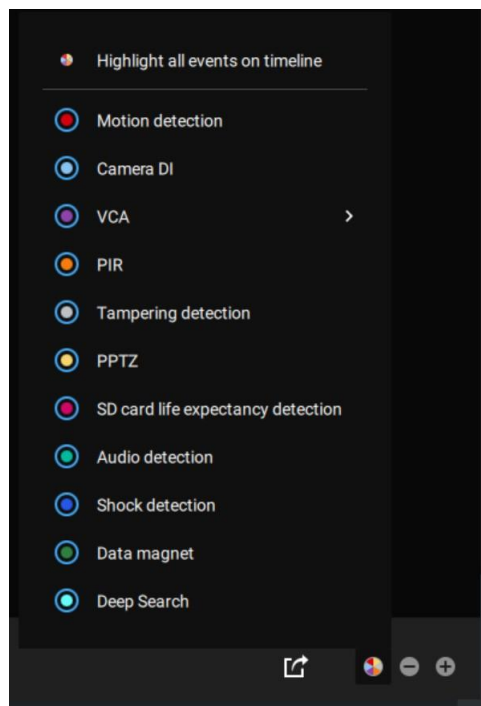 Highlight all events on timeline
Motion detection
Camera DI
VCA
PIR
Tampering detection
PPTZ
SD card life expectancy detection
Audio detection
Shock detection
Data magnet
Deep Search